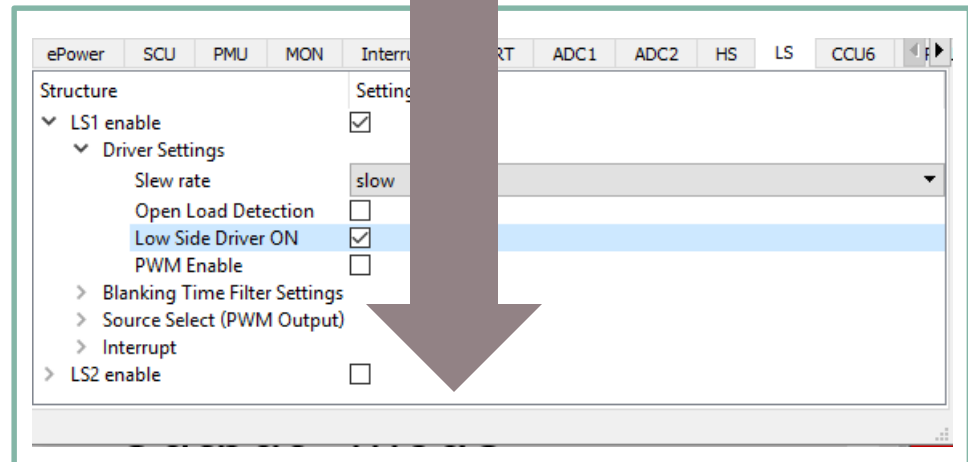 ePower SCU PMU MON Interru RT ADC1 ADC2 HS LS CCU6
Structure Setting
LS1 enable
Driver Settings
Slew rate slow
Open Load Detection
Low Side Driver ON
PWM Enable
Blanking Time Filter Settings
Source Select (PWM Output)
Interrupt
LS2 enable